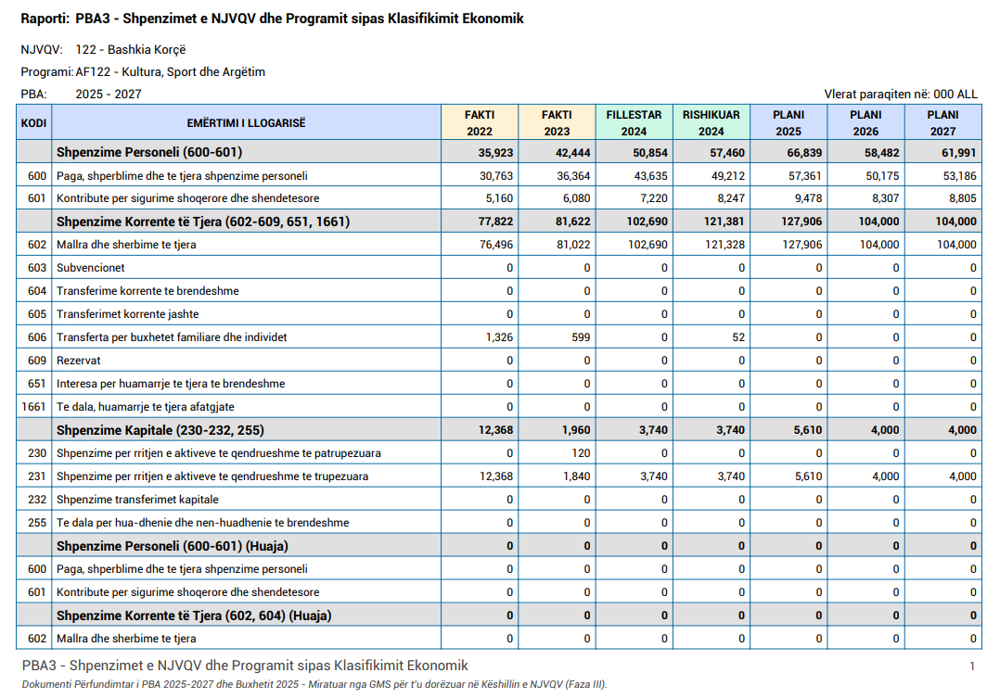 Raporti: PBA3 - Shpenzimet e NJVQV dhe Programit sipas Klasifikimit Ekonomik
NJVQV: 122 - Bashkia Korçë
Programi: AF122 - Kultura, Sport dhe Argëtim
PBA: 2025 - 2027 Vlerat paraqiten në: 000 ALL
KODI EMËRTIMI I LLOGARISË FAKTI 2022 FAKTI 2023 FILLESTAR 2024 RISHIKUAR 2024 PLANI 2025 PLANI 2026 PLANI 2027
Shpenzime Personeli (600-601) 35,923 42,444 50,854 57,460 66,839 58,482 61,991
600 Paga, shperblime dhe te tjera shpenzime personeli 30,763 36,364 43,635 49,212 57,361 50,175 53,186
601 Kontribute per sigurime shoqerore dhe shendetesore 5,160 6,080 7,220 8,247 9,478 8,307 8,805
Shpenzime Korrente të Tjera (602-609, 651, 1661) 77,822 81,622 102,690 121,381 127,906 104,000 104,000
602 Mallra dhe sherbime te tjera 76,496 81,022 102,690 121,328 127,906 104,000 104,000
603 Subvencionet 0 0 0 0 0 0 0
604 Transferime korrente te brendeshme 0 0 0 0 0 0 0
605 Transferimet korrente jashte 0 0 0 0 0 0 0
606 Transferta per buxhetet familiare dhe individet 1,326 599 0 52 0 0 0
609 Rezervat 0 0 0 0 0 0 0
651 Interesa per huamarrje te tjera te brendeshme 0 0 0 0 0 0 0
1661 Te dala, huamarrje te tjera afatgjate 0 0 0 0 0 0 0
Shpenzime Kapitale (230-232, 255) 12,368 1,960 3,740 3,740 5,610 4,000 4,000
230 Shpenzime per rritjen e aktiveve te qendrueshme te patrupezuara 0 120 0 0 0 0 0
231 Shpenzime per rritjen e aktiveve te qendrueshme te trupezuara 12,368 1,840 3,740 3,740 5,610 4,000 4,000
232 Shpenzime transferimet kapitale 0 0 0 0 0 0 0
255 Te dala per hua-dhenie dhe nen-huadhenie te brendeshme 0 0 0 0 0 0 0
Shpenzime Personeli (600-601) (Huaja) 0 0 0 0 0 0 0
600 Paga, shperblime dhe te tjera shpenzime personeli 0 0 0 0 0 0 0
601 Kontribute per sigurime shoqerore dhe shendetesore 0 0 0 0 0 0 0
Shpenzime Korrente të Tjera (602, 604) (Huaja) 0 0 0 0 0 0 0
602 Mallra dhe sherbime te tjera 0 0 0 0 0 0 0
PBA3 - Shpenzimet e NJVQV dhe Programit sipas Klasifikimit Ekonomik 1
Dokumenti Përfundimtar i PBA 2025-2027 dhe Buxhetit 2025 - Miratuar nga GMS për t'u dorëzuar në Këshillin e NJVQV (Faza III).